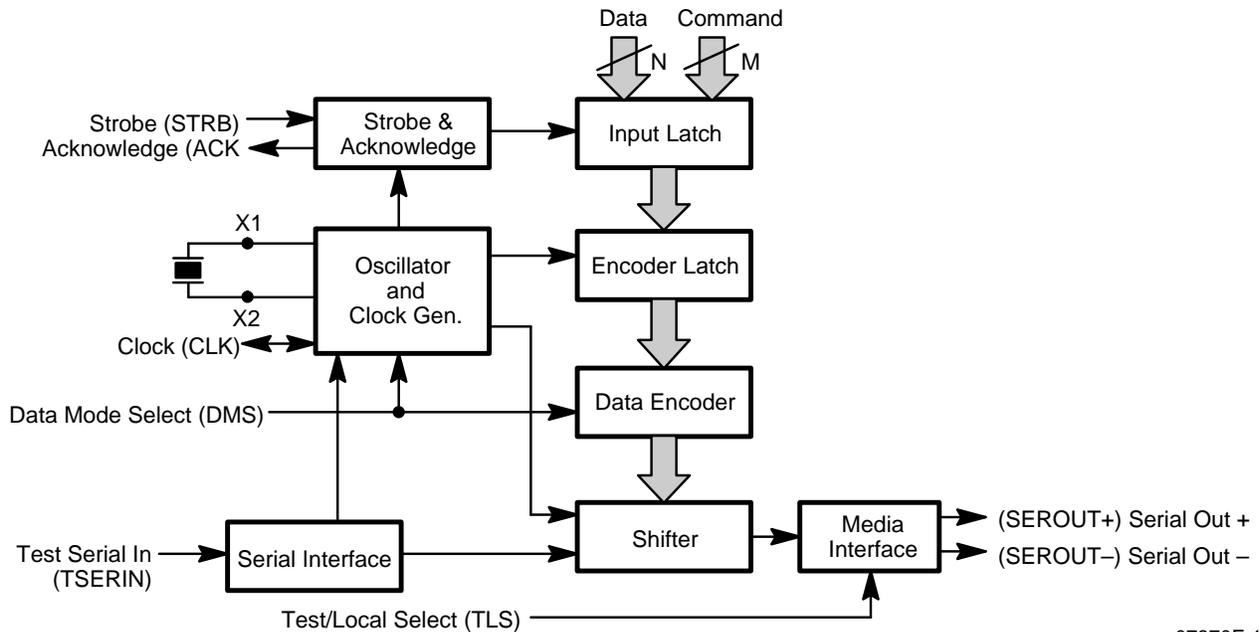 Data
Command
N
M
Strobe (STRB)
Acknowledge (ACK
Strobe &
Acknowledge
Input Latch
X1
X2
Oscillator
and
Clock Gen.
Encoder Latch
Clock (CLK)
Data Mode Select (DMS)
Data Encoder
Test Serial In
(TSERIN)
Serial Interface
Shifter
Media
Interface
(SEROUT+) Serial Out +
(SEROUT–) Serial Out –
Test/Local Select (TLS)